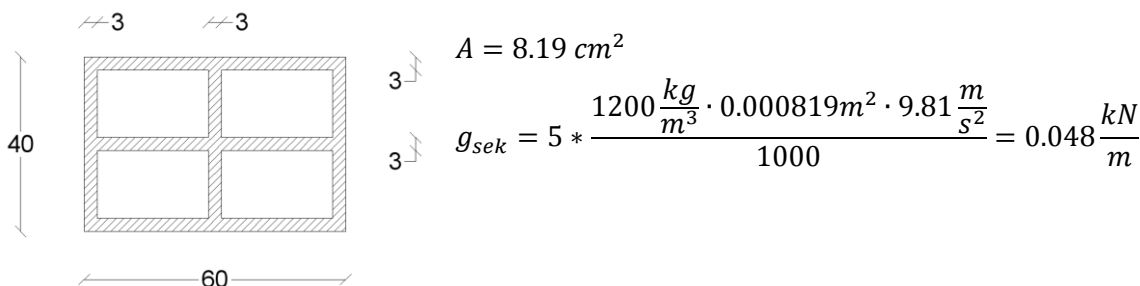 3 3
3
3
40
60
A = 8.19 cm²
g_sek = 5 * (1200 kg/m³ · 0.000819m² · 9.81 m/s²)/1000 = 0.048 kN/m